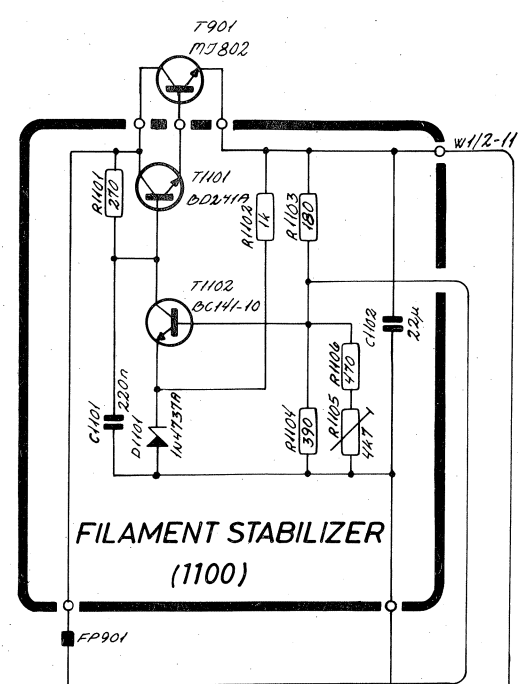 T901
MJ802
W1/2-11
R1101
270
T1101
BD241A
R1102
1k
R1103
180
T1102
BC141-10
C1102
22µ
R1106
470
C1101
220n
D1101
1N4737A
R1104
390
R1105
4k7
FILAMENT STABILIZER
(1100)
FP901